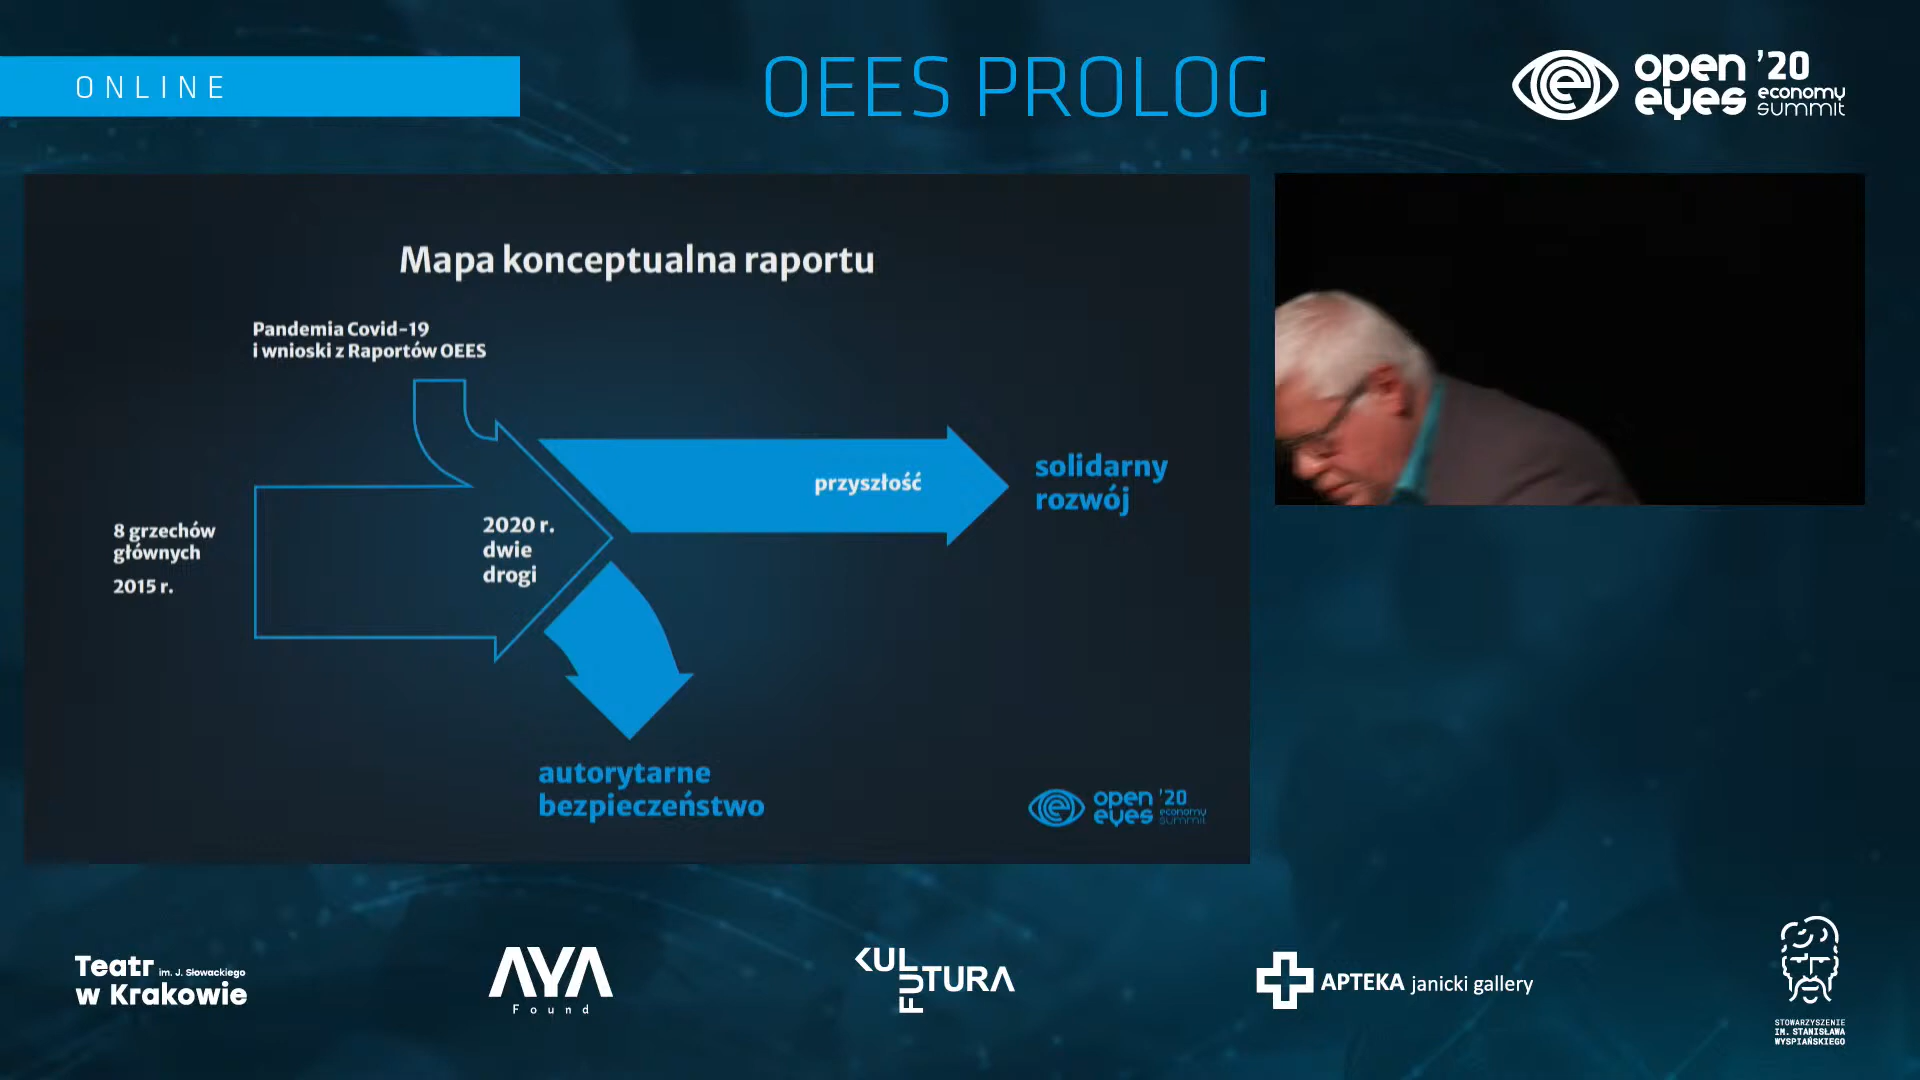 ONLINE
OEES PROLOG
open '20
eyes economy
summit
Mapa konceptualna raportu
Pandemia Covid-19
i wnioski z Raportów OEES
8 grzechów
głównych
2015 r.
2020 r.
dwie
drogi
przyszłość
solidarny
rozwój
autorytarne
bezpieczeństwo
open '20
eyes economy
summit
Teatr im. J. Słowackiego
w Krakowie
AYA
Found
KULTURA
FU
APTEKA janicki gallery
STOWARZYSZENIE
IM. STANISŁAWA
WYSPIAŃSKIEGO